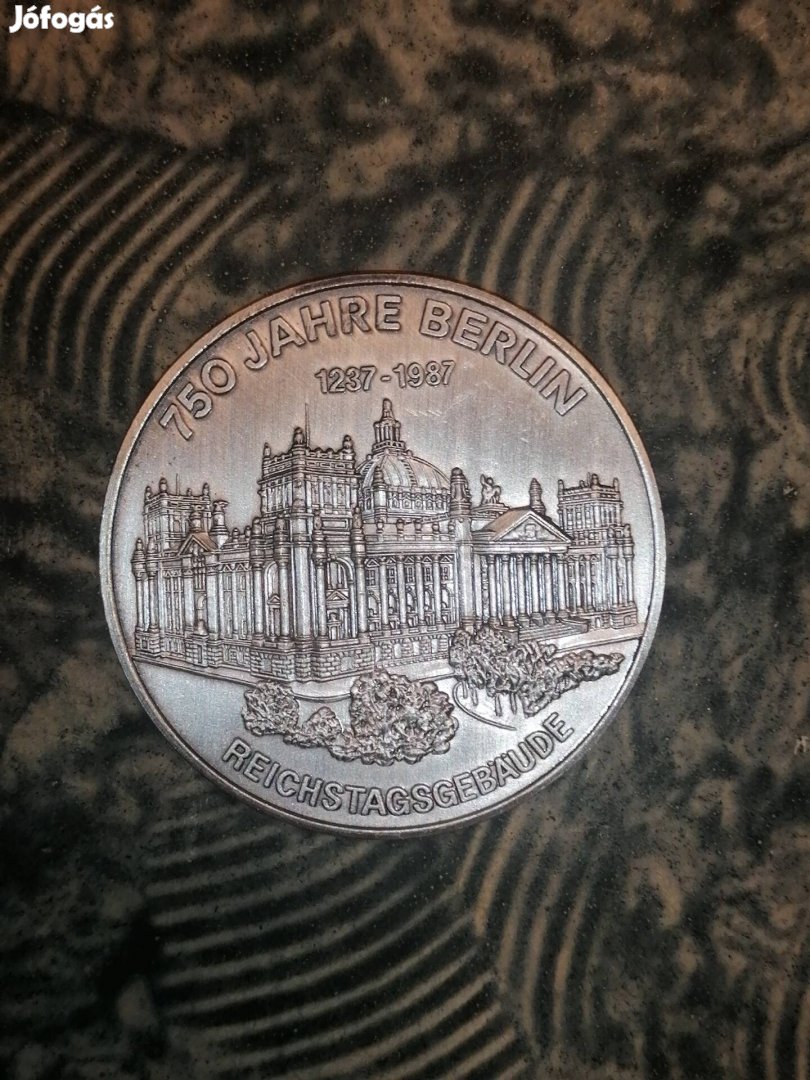 Jófogás
750 JAHRE BERLIN
1237-1987
REICHSTAGSGEBÄUDE